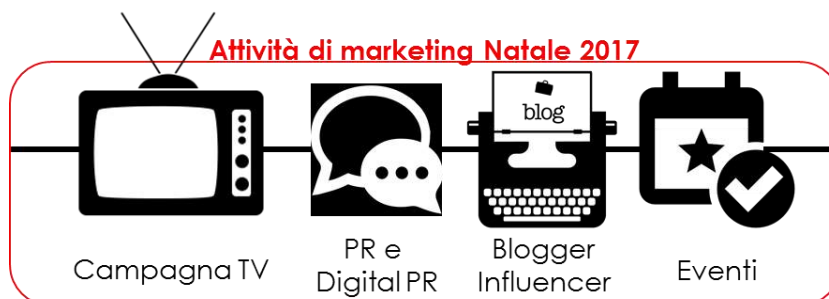 Attività di marketing Natale 2017
blog
Campagna TV
PR e
Digital PR
Blogger
Influencer
Eventi